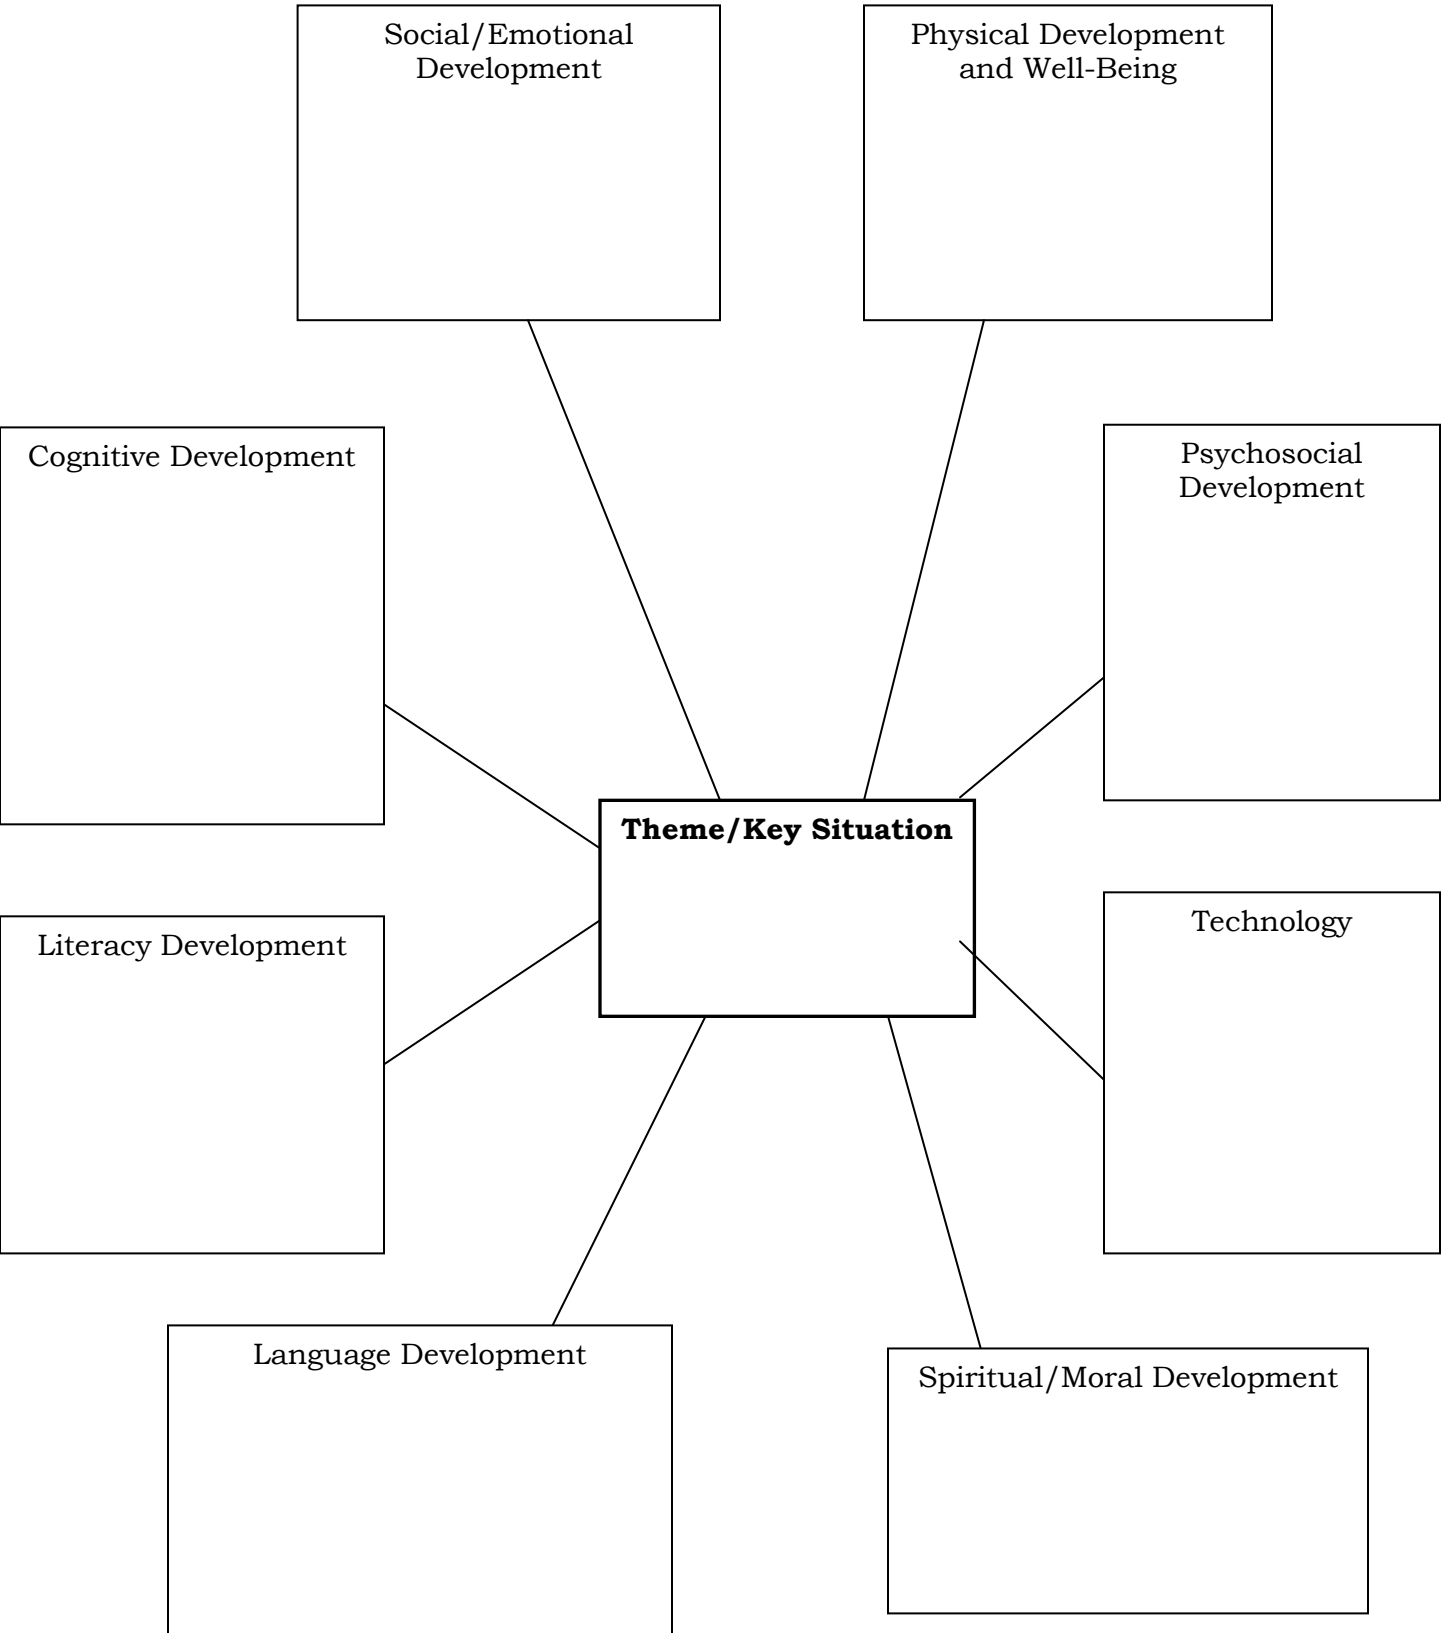 Social/Emotional
Development
Physical Development
and Well-Being
Cognitive Development
Psychosocial
Development
Theme/Key Situation
Literacy Development
Technology
Language Development
Spiritual/Moral Development